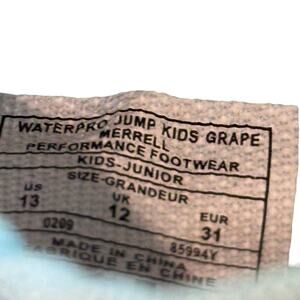 WATERPRO JUMP KIDS GRAPE
MERRELL
PERFORMANCE FOOTWEAR
KIDS-JUNIOR
SIZE-GRANDEUR
US UK EUR
13 12 31
0209 85994Y
MADE IN CHINA
FABRIQUE EN CHINE